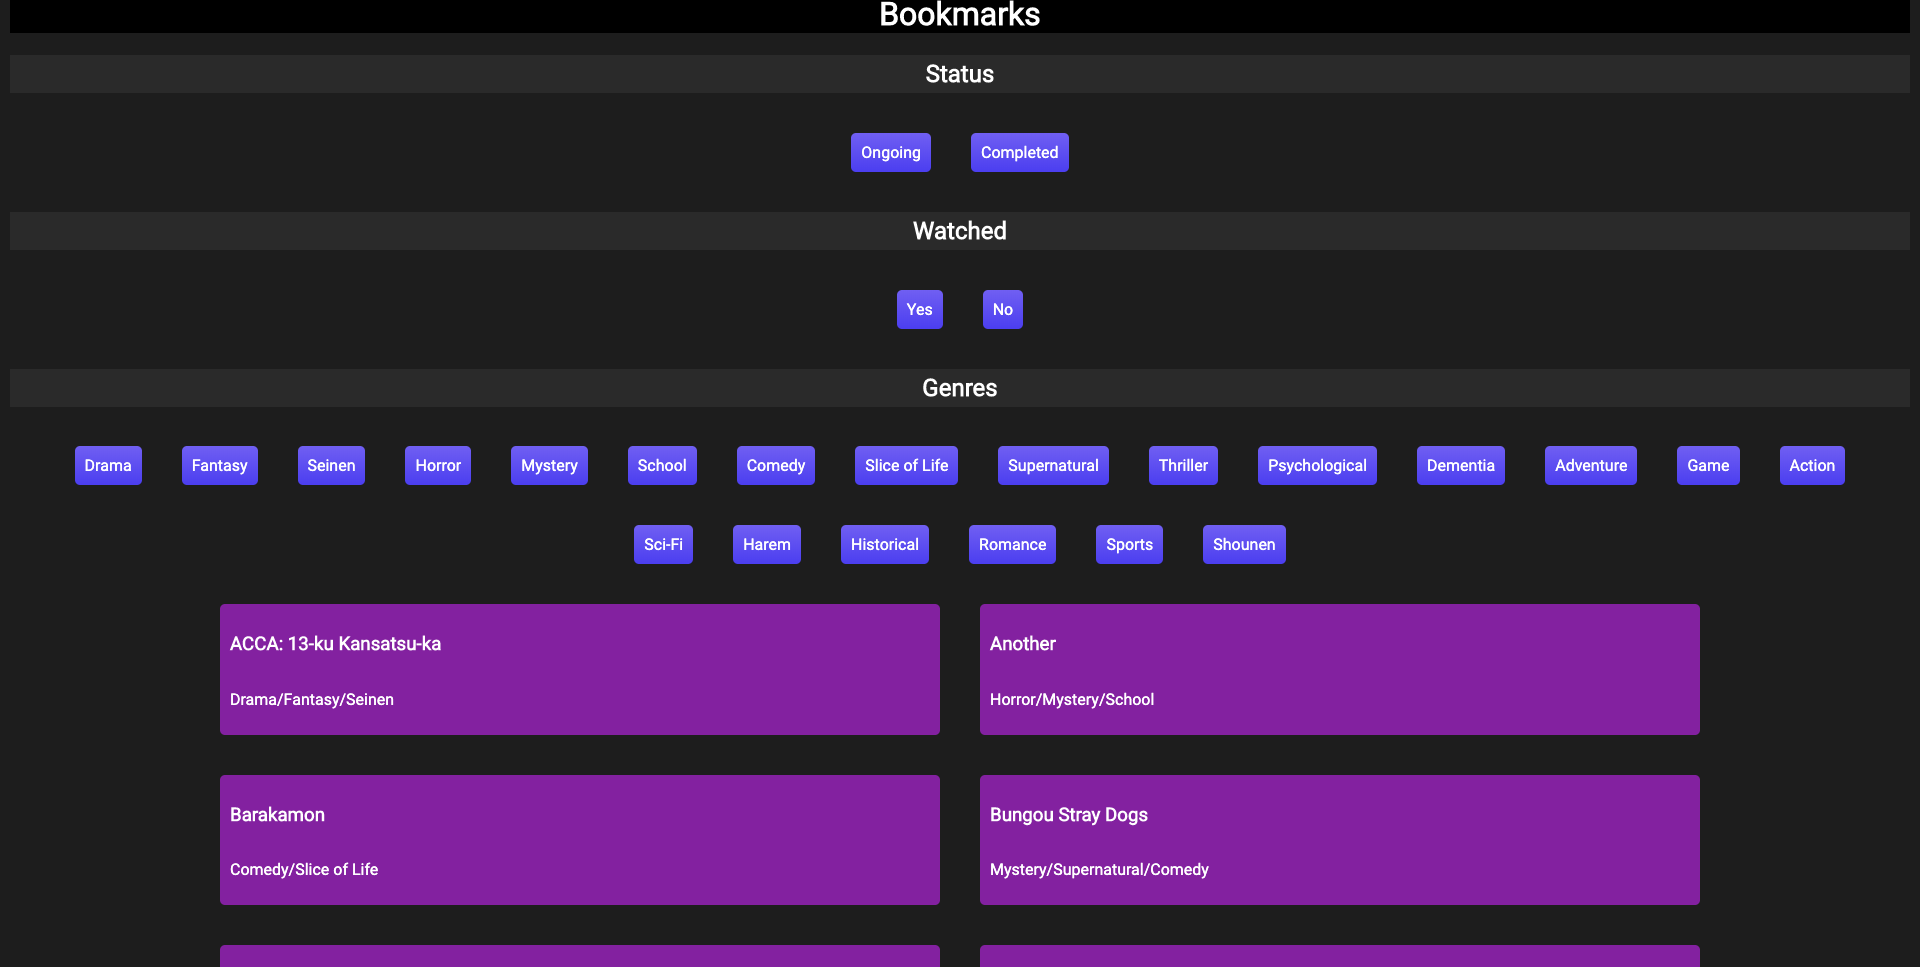 Bookmarks
Status
Ongoing Completed
Watched
Yes No
Genres
Drama Fantasy Seinen Horror Mystery School Comedy Slice of Life Supernatural Thriller Psychological Dementia Adventure Game Action
Sci-Fi Harem Historical Romance Sports Shounen
ACCA: 13-ku Kansatsu-ka
Drama/Fantasy/Seinen
Another
Horror/Mystery/School
Barakamon
Comedy/Slice of Life
Bungou Stray Dogs
Mystery/Supernatural/Comedy